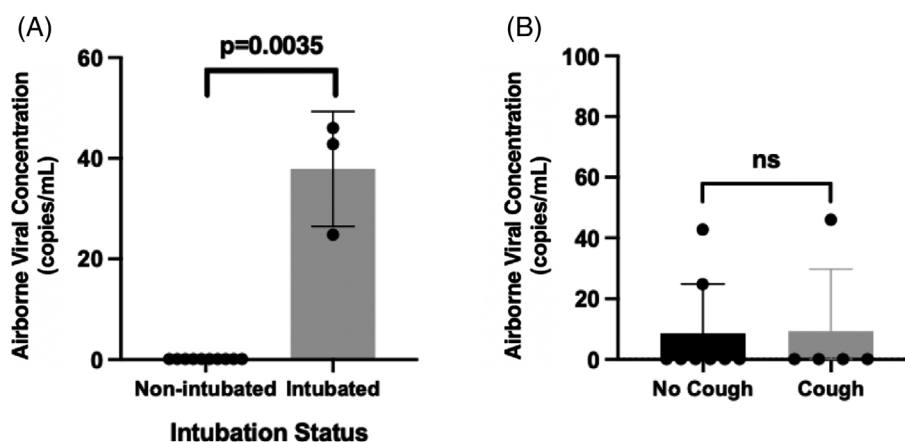 (A)
p=0.0035
Airborne Viral Concentration
(copies/mL)
60
40
20
0
Non-intubated Intubated
Intubation Status
(B)
Airborne Viral Concentration
(copies/mL)
100
80
60
40
20
0
ns
No Cough Cough